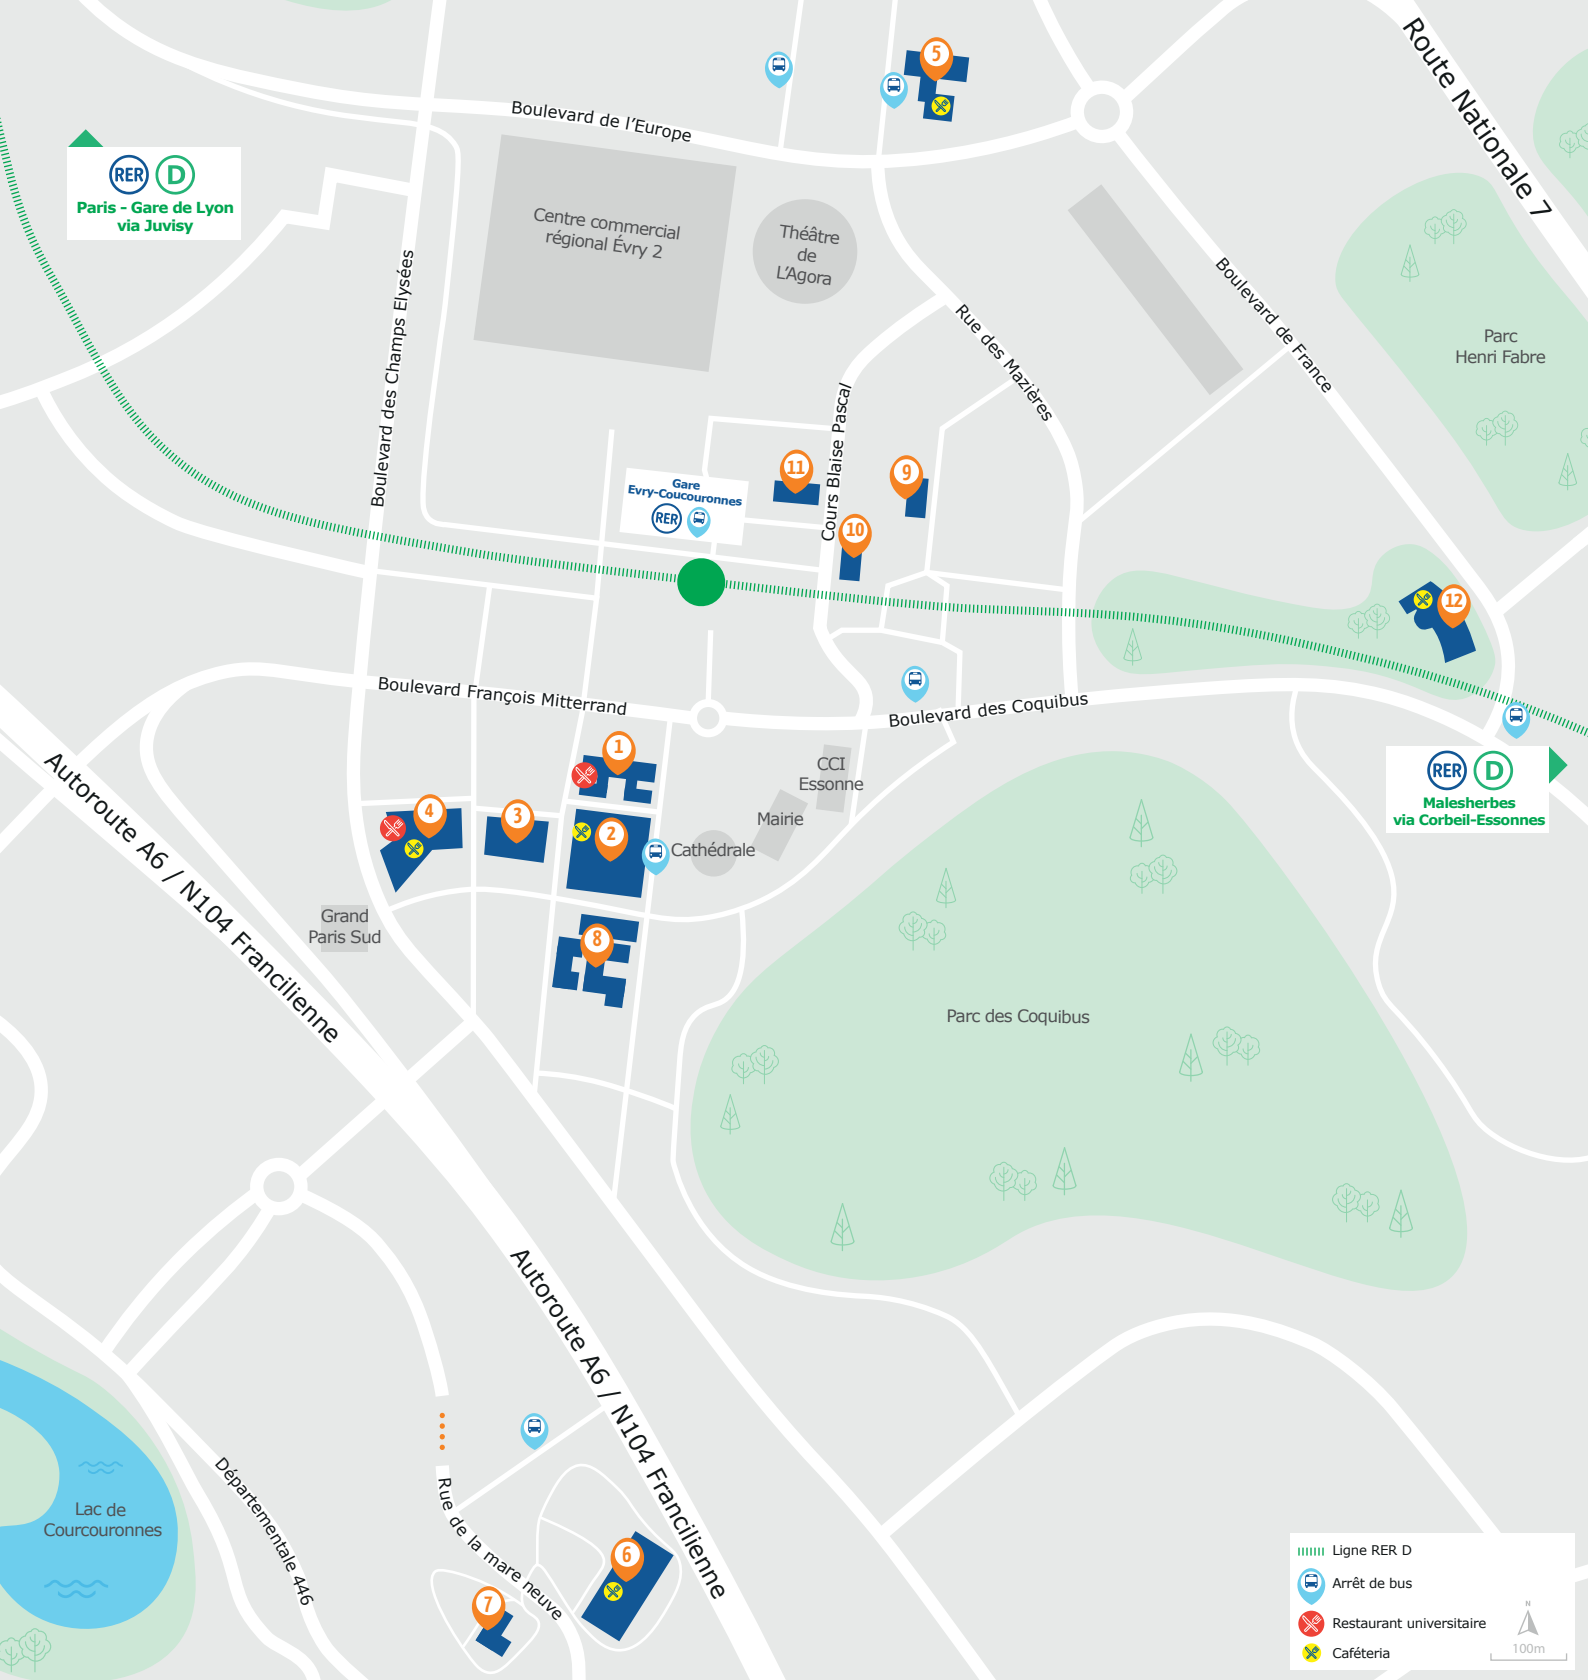 Route Nationale 7
5
Boulevard de l'Europe
RER D
Paris - Gare de Lyon
via Juvisy
Centre commercial
régional Évry 2
Théâtre
de
L'Agora
Boulevard des Champs Elysées
Rue des Mazières
Boulevard de France
Parc
Henri Fabre
Cours Blaise Pascal
11
9
10
Gare
Evry-Coucouronnes
RER
12
Boulevard François Mitterrand
Boulevard des Coquibus
Autoroute A6 / N104 Francilienne
1
4
3
2
CCI
Essonne
Mairie
Cathédrale
RER D
Malesherbes
via Corbeil-Essonnes
Grand
Paris Sud
8
Parc des Coquibus
Autoroute A6 / N104 Francilienne
Lac de
Courcouronnes
Départementale 446
Rue de la mare neuve
6
7
Ligne RER D
Arrêt de bus
Restaurant universitaire
Caféteria
N
100m